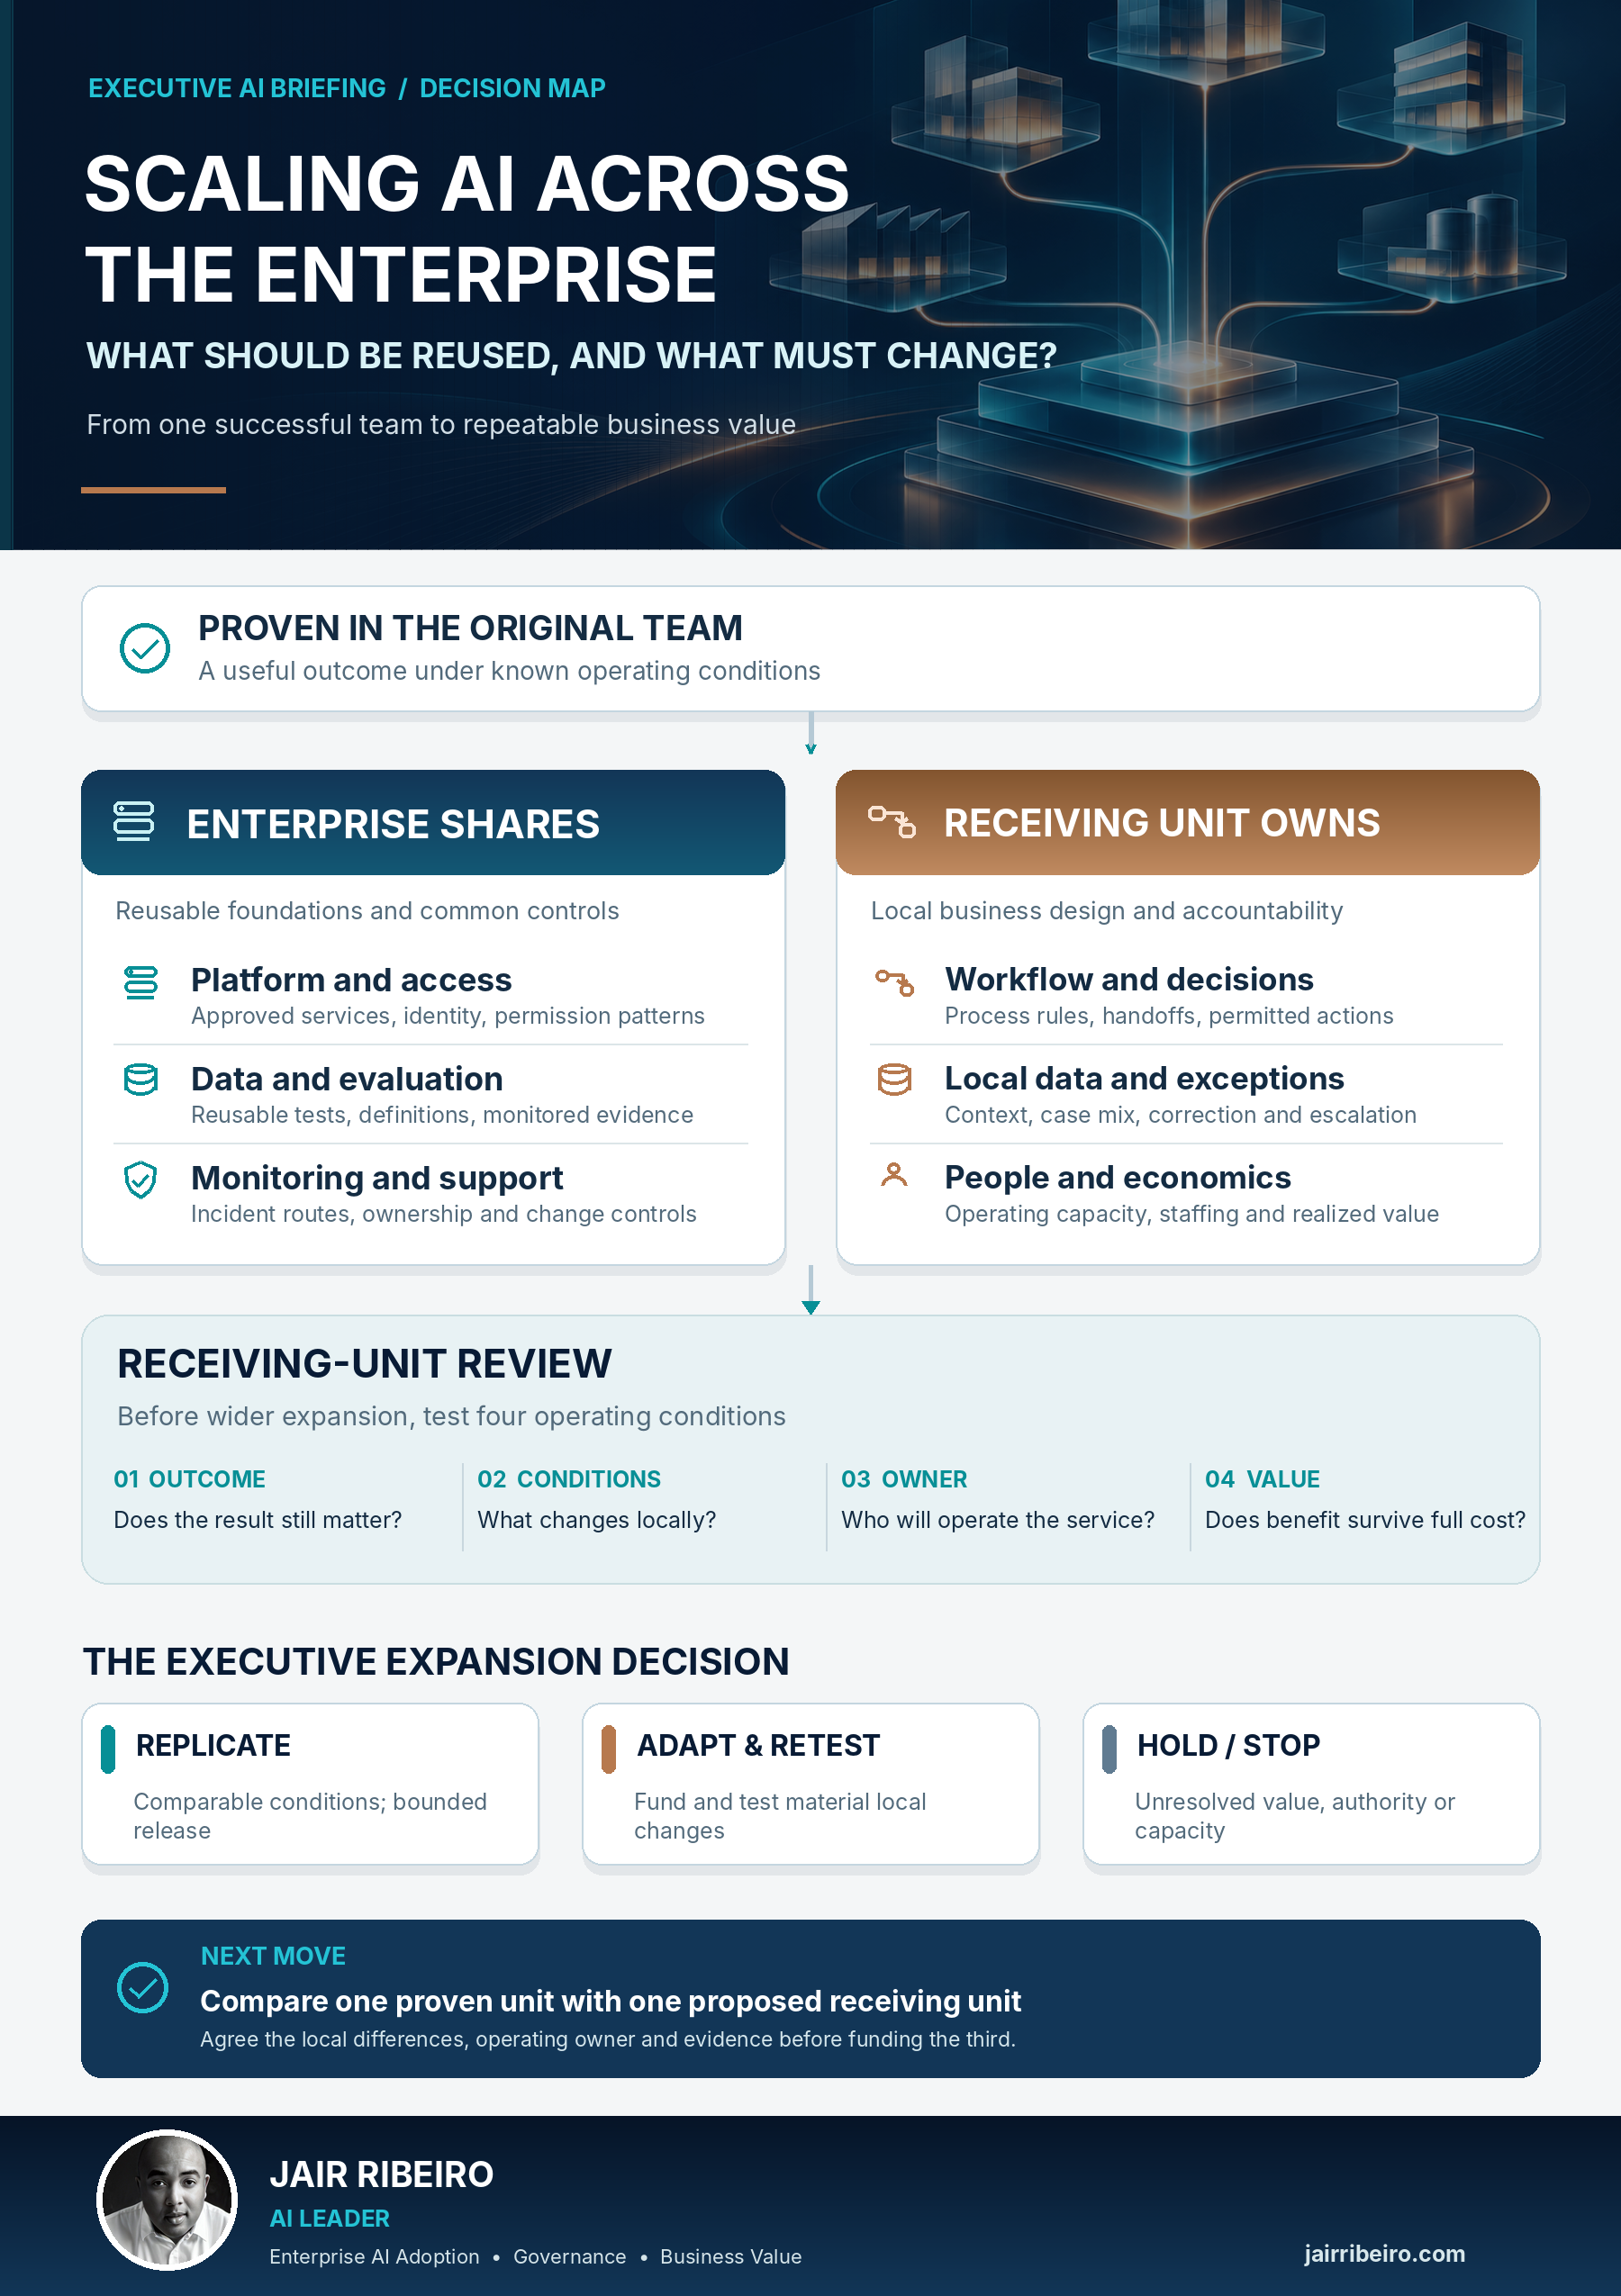 EXECUTIVE AI BRIEFING / DECISION MAP
SCALING AI ACROSS
THE ENTERPRISE
WHAT SHOULD BE REUSED, AND WHAT MUST CHANGE?
From one successful team to repeatable business value
PROVEN IN THE ORIGINAL TEAM
A useful outcome under known operating conditions
ENTERPRISE SHARES
Reusable foundations and common controls
Platform and access
Approved services, identity, permission patterns
Data and evaluation
Reusable tests, definitions, monitored evidence
Monitoring and support
Incident routes, ownership and change controls
RECEIVING UNIT OWNS
Local business design and accountability
Workflow and decisions
Process rules, handoffs, permitted actions
Local data and exceptions
Context, case mix, correction and escalation
People and economics
Operating capacity, staffing and realized value
RECEIVING-UNIT REVIEW
Before wider expansion, test four operating conditions
01 OUTCOME
Does the result still matter?
02 CONDITIONS
What changes locally?
03 OWNER
Who will operate the service?
04 VALUE
Does benefit survive full cost?
THE EXECUTIVE EXPANSION DECISION
REPLICATE
Comparable conditions; bounded
release
ADAPT & RETEST
Fund and test material local
changes
HOLD / STOP
Unresolved value, authority or
capacity
NEXT MOVE
Compare one proven unit with one proposed receiving unit
Agree the local differences, operating owner and evidence before funding the third.
JAIR RIBEIRO
AI LEADER
Enterprise AI Adoption • Governance • Business Value
jairribeiro.com